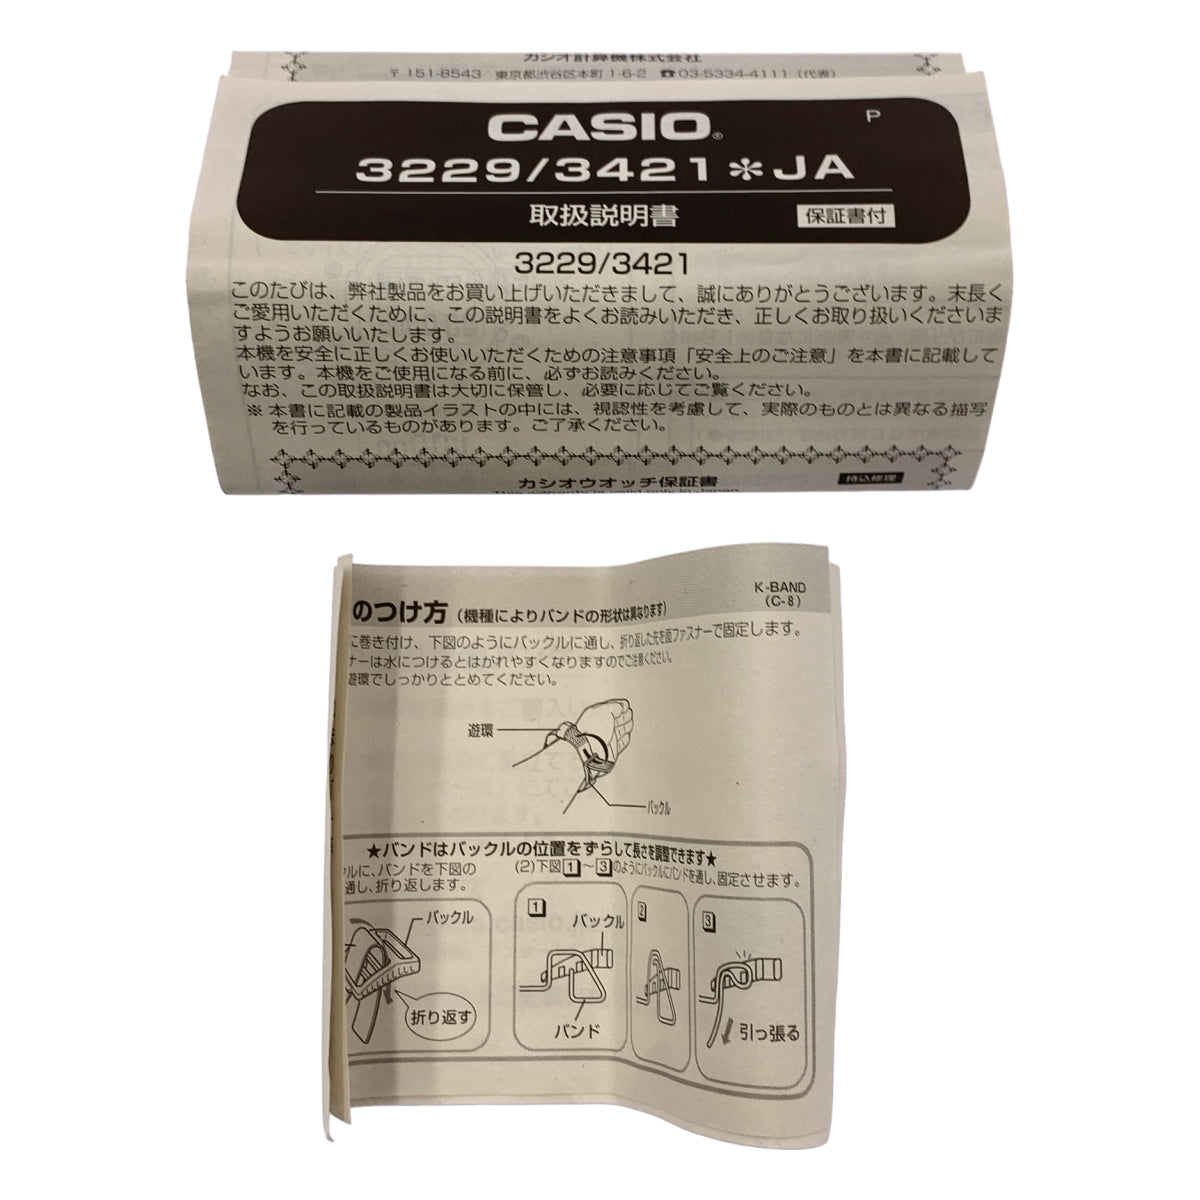 カシオ計算機株式会社
〒151-8543 東京都渋谷区本町1-6-2 ☎03-5334-4111 (代表)
CASIO® P
3229/3421＊JA
取扱説明書 保証書付
3229/3421
このたびは、弊社製品をお買い上げいただきまして、誠にありがとうございます。末長く
ご愛用いただくために、この説明書をよくお読みいただき、正しくお取り扱いくださいま
すようお願いいたします。
本機を安全に正しくお使いいただくための注意事項「安全上のご注意」を本書に記載して
います。本機をご使用になる前に、必ずお読みください。
なお、この取扱説明書は大切に保管し、必要に応じてご覧ください。
※本書に記載の製品イラストの中には、視認性を考慮して、実際のものとは異なる描写
を行っているものがあります。ご了承ください。
カシオウオッチ保証書 持込修理
This warranty is valid only in Japan
K-BAND
(C-8)
のつけ方 (機種によりバンドの形状は異なります)
に巻き付け、下図のようにバックルに通し、折り返した先を面ファスナーで固定します。
ナーは水につけるとはがれやすくなりますのでご注意ください。
遊環でしっかりととめてください。
遊環
バックル
★バンドはバックルの位置をずらして長さを調整できます★
ルに、バンドを下図の
通し、折り返します。
(2)下図1～3のようにバックルにバンドを通し、固定させます。
バックル
折り返す
1
バックル
バンド
2
3
引っ張る